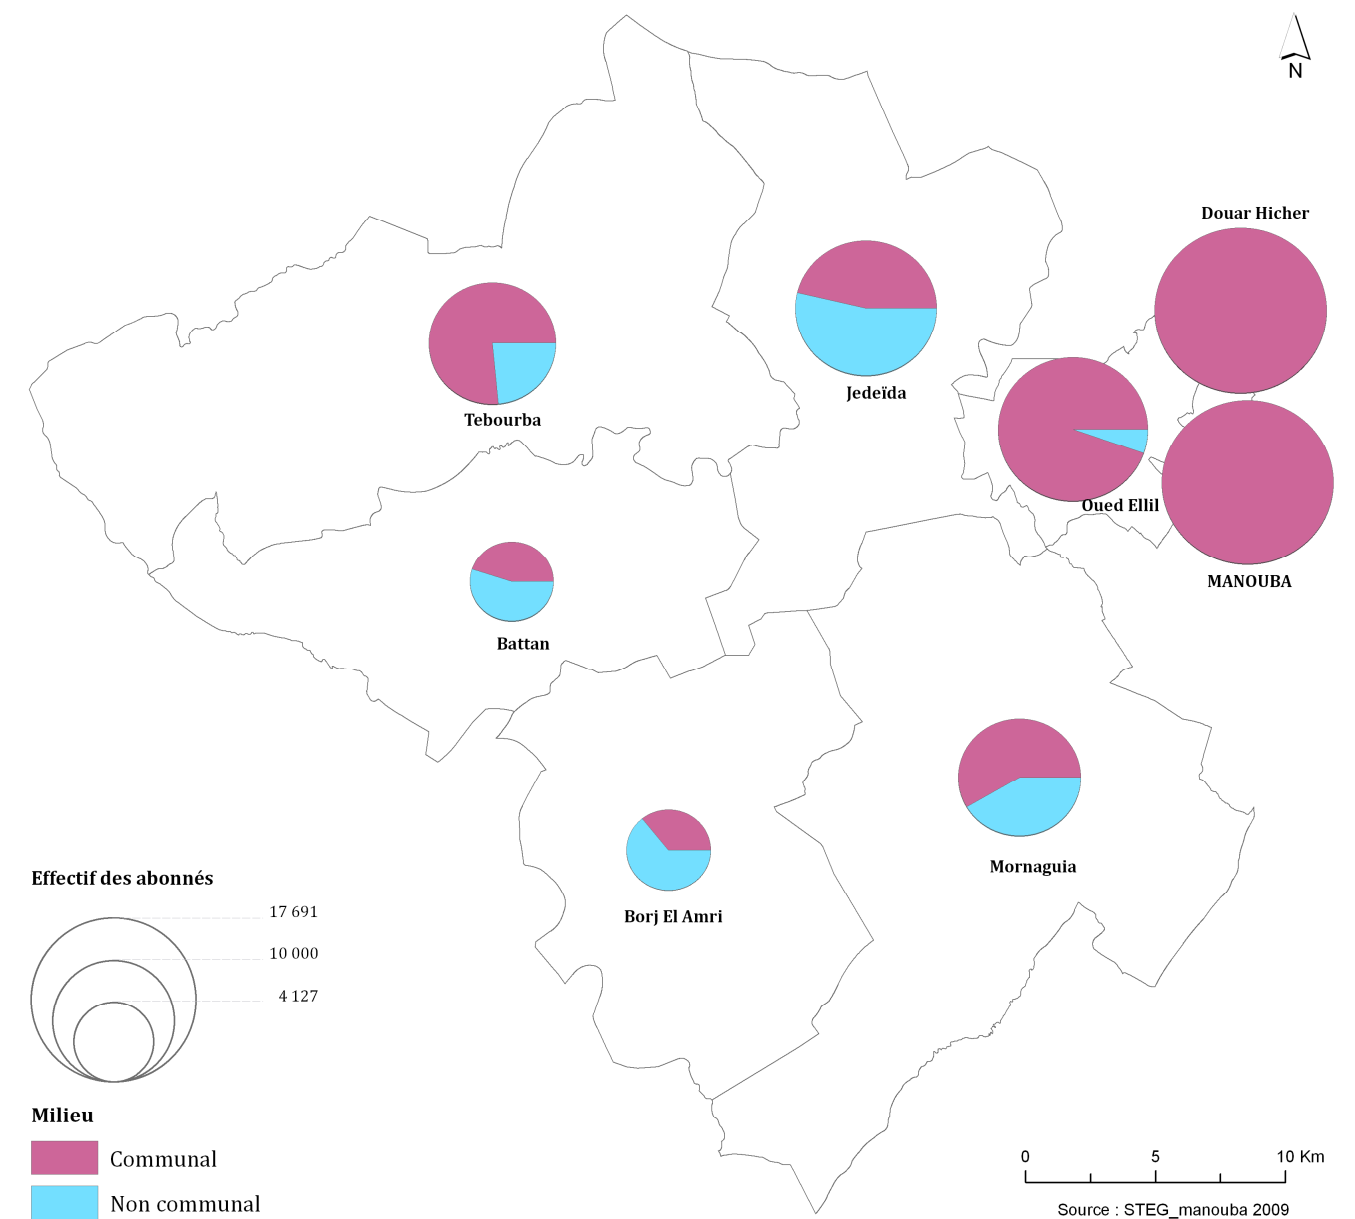 N
Douar Hicher
Jedeïda
Tebourba
Oued Ellil
MANOUBA
Battan
Mornaguia
Borj El Amri
Effectif des abonnés
17 691
10 000
4 127
Milieu
Communal
Non communal
0 5 10 Km
Source : STEG_manouba 2009